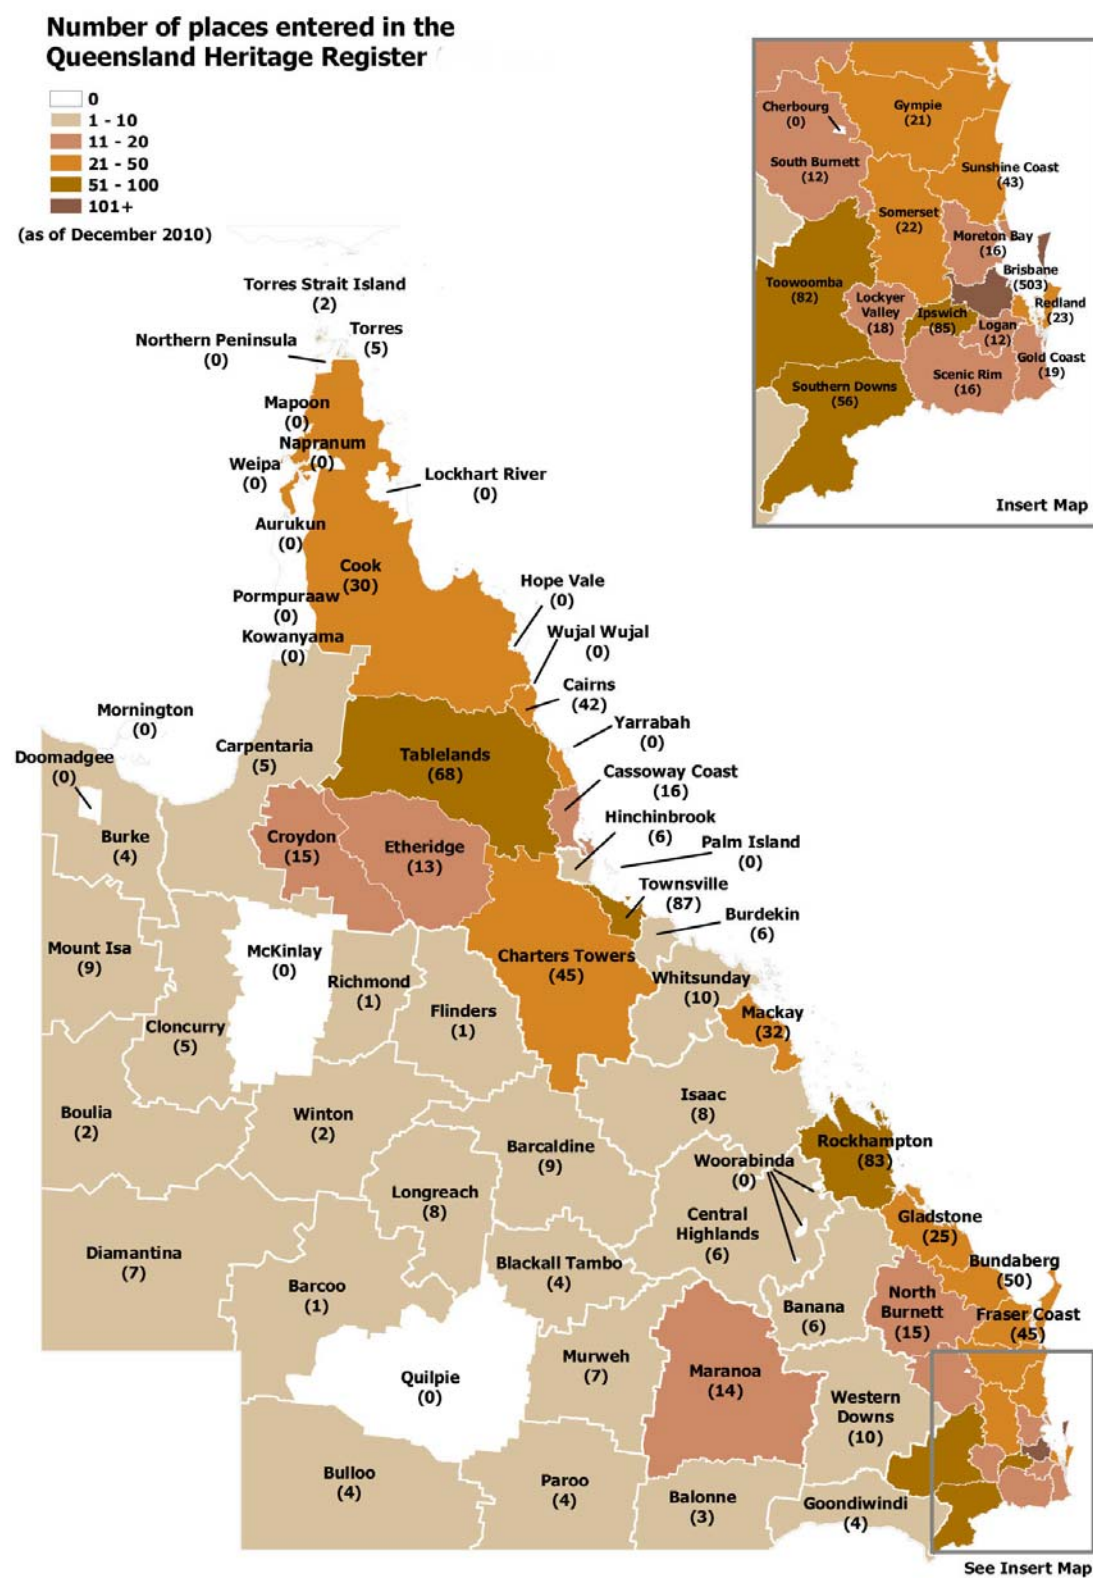 Number of places entered in the
Queensland Heritage Register
0
1 - 10
11 - 20
21 - 50
51 - 100
101+
(as of December 2010)
Cherbourg
(0)
Gympie
(21)
South Burnett
(12)
Sunshine Coast
(43)
Somerset
(22)
Moreton Bay
(16)
Brisbane
(503)
Toowoomba
(82)
Lockyer
Valley
(18)
Ipswich
(85)
Redland
(23)
Logan
(12)
Gold Coast
(19)
Scenic Rim
(16)
Southern Downs
(56)
Insert Map
Torres Strait Island
(2)
Torres
(5)
Northern Peninsula
(0)
Mapoon
(0)
Napranum
(0)
Weipa
(0)
Lockhart River
(0)
Aurukun
(0)
Cook
(30)
Pormpuraaw
(0)
Kowanyama
(0)
Hope Vale
(0)
Wujal Wujal
(0)
Cairns
(42)
Yarrabah
(0)
Mornington
(0)
Doomadgee
(0)
Carpentaria
(5)
Tablelands
(68)
Cassoway Coast
(16)
Hinchinbrook
(6)
Palm Island
(0)
Burke
(4)
Croydon
(15)
Etheridge
(13)
Townsville
(87)
Burdekin
(6)
Mount Isa
(9)
McKinlay
(0)
Richmond
(1)
Flinders
(1)
Charters Towers
(45)
Whitsunday
(10)
Mackay
(32)
Cloncurry
(5)
Boulia
(2)
Winton
(2)
Isaac
(8)
Barcaldine
(9)
Rockhampton
(83)
Woorabinda
(0)
Longreach
(8)
Central
Highlands
(6)
Gladstone
(25)
Diamantina
(7)
Barcoo
(1)
Blackall Tambo
(4)
Bundaberg
(50)
Banana
(6)
North
Burnett
(15)
Fraser Coast
(45)
Quilpie
(0)
Murweh
(7)
Maranoa
(14)
Western
Downs
(10)
Bulloo
(4)
Paroo
(4)
Balonne
(3)
Goondiwindi
(4)
See Insert Map